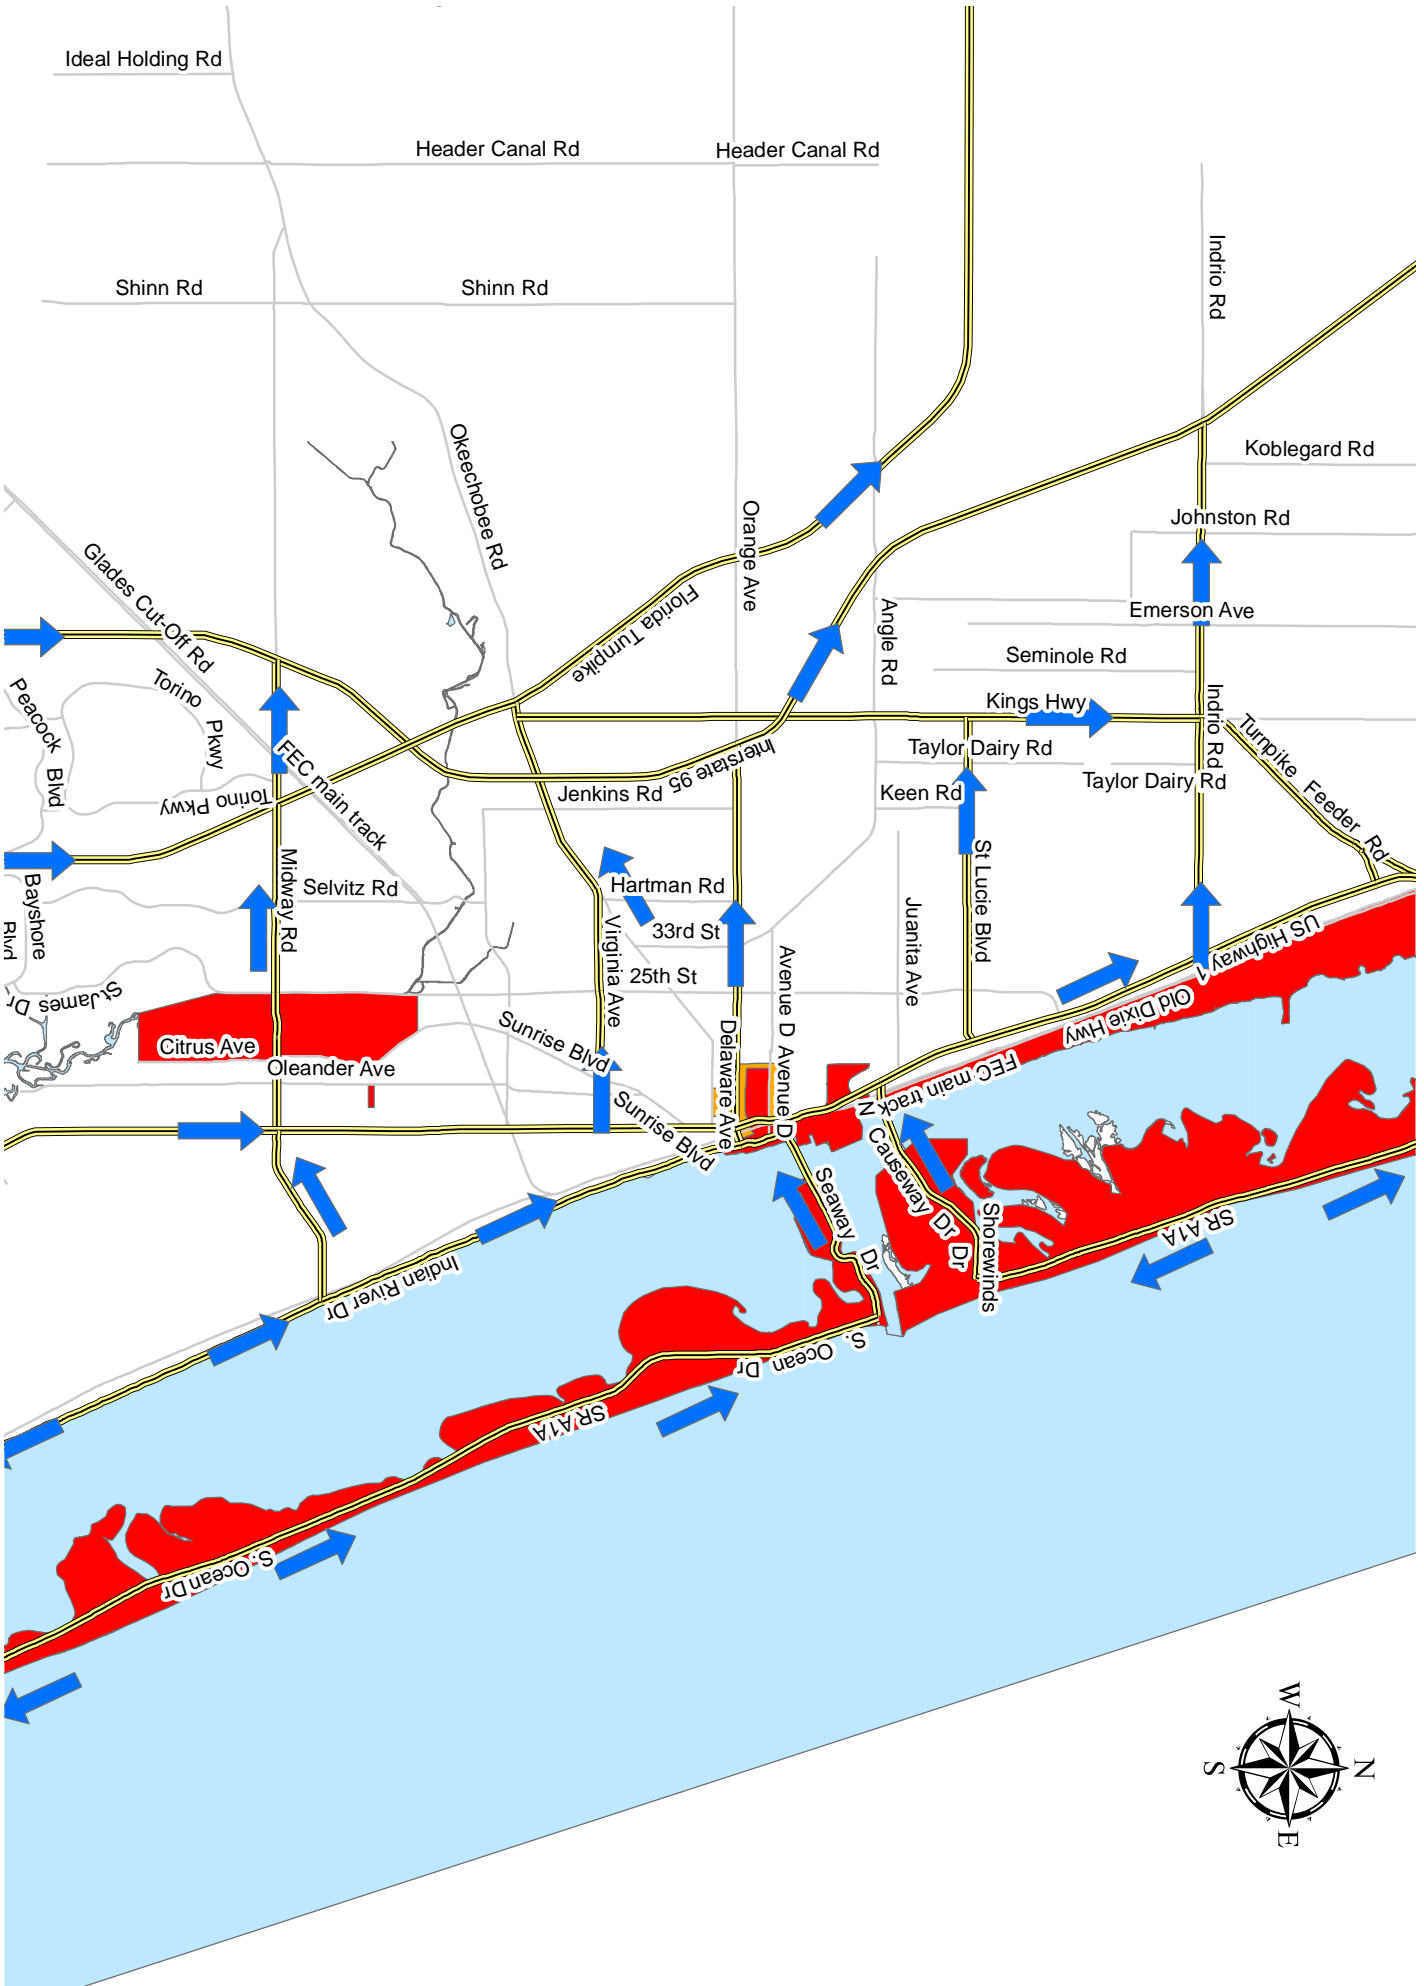 Ideal Holding Rd
Header Canal Rd
Header Canal Rd
Indrio Rd
Shinn Rd
Shinn Rd
Okeechobee Rd
Koblegard Rd
Orange Ave
Johnston Rd
Glades Cut-Off Rd
Florida Turnpike
Angle Rd
Emerson Ave
Seminole Rd
Torino
Pkwy
Peacock
Blvd
Kings Hwy
Indrio Rd
Turnpike Feeder Rd
FEC main track
Interstate 95
Taylor Dairy Rd
Taylor Dairy Rd
Torino Pkwy
Jenkins Rd
Keen Rd
Midway Rd
Selvitz Rd
Hartman Rd
St Lucie Blvd
Bayshore
Blvd
Virginia Ave
33rd St
Juanita Ave
US Highway 1
25th St
Avenue D
Avenue D
StJames Dr
Old Dixie Hwy
Citrus Ave
Sunrise Blvd
Delaware Ave
Oleander Ave
FEC main track
Sunrise Blvd
N Causeway Dr
Dr
Seaway
Dr
Shorewinds
SR A1A
Indian River Dr
S. Ocean Dr
SR A1A
S. Ocean Dr
W
S
N
E